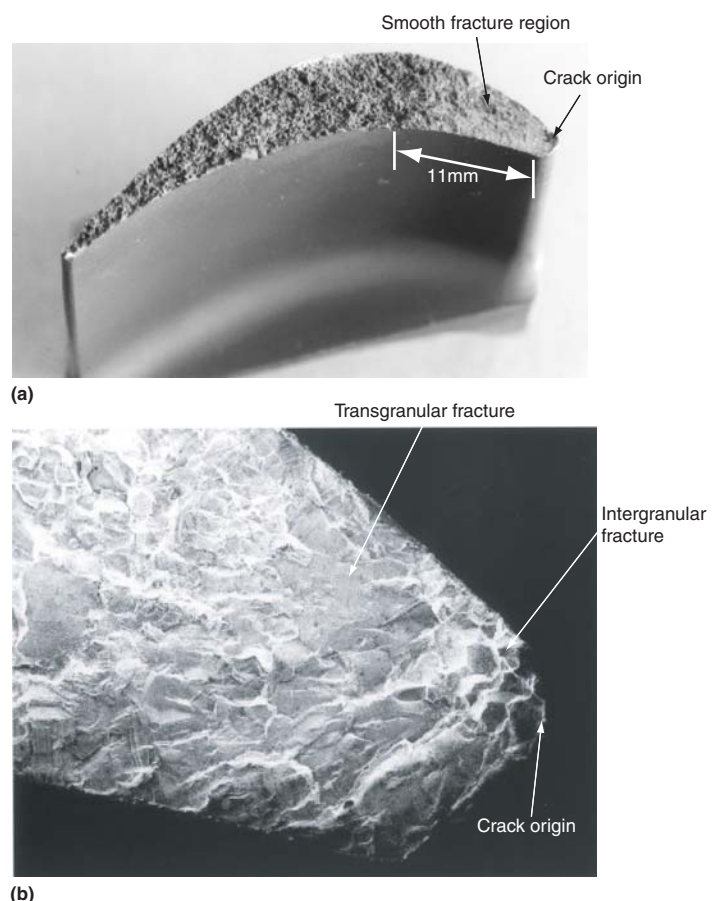 Smooth fracture region
Crack origin
11mm
(a)
Transgranular fracture
Intergranular
fracture
Crack origin
(b)